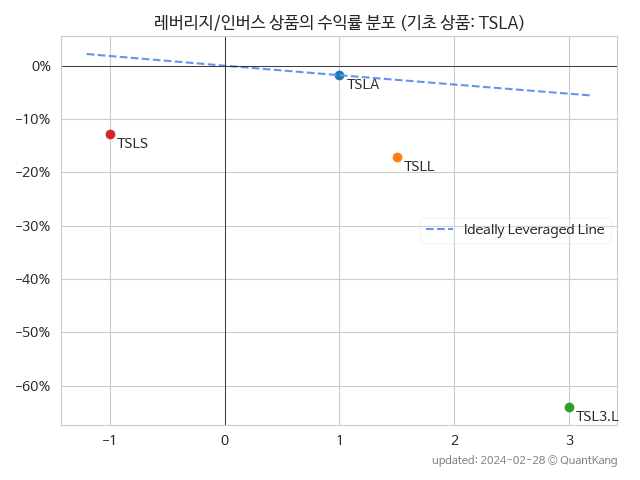 레버리지/인버스 상품의 수익률 분포 (기초 상품: TSLA)
0%
−10%
−20%
−30%
−40%
−50%
−60%
TSLA
TSLS
TSLL
Ideally Leveraged Line
TSL3.L
−1
0
1
2
3
updated: 2024-02-28 © QuantKang